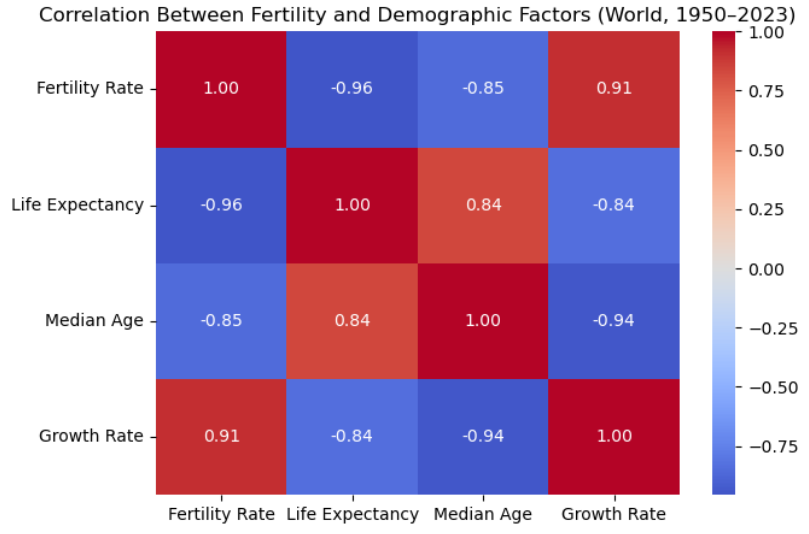 Correlation Between Fertility and Demographic Factors (World, 1950–2023)
Fertility Rate 1.00 -0.96 -0.85 0.91
Life Expectancy -0.96 1.00 0.84 -0.84
Median Age -0.85 0.84 1.00 -0.94
Growth Rate 0.91 -0.84 -0.94 1.00
Fertility Rate Life Expectancy Median Age Growth Rate
1.00
0.75
0.50
0.25
0.00
−0.25
−0.50
−0.75